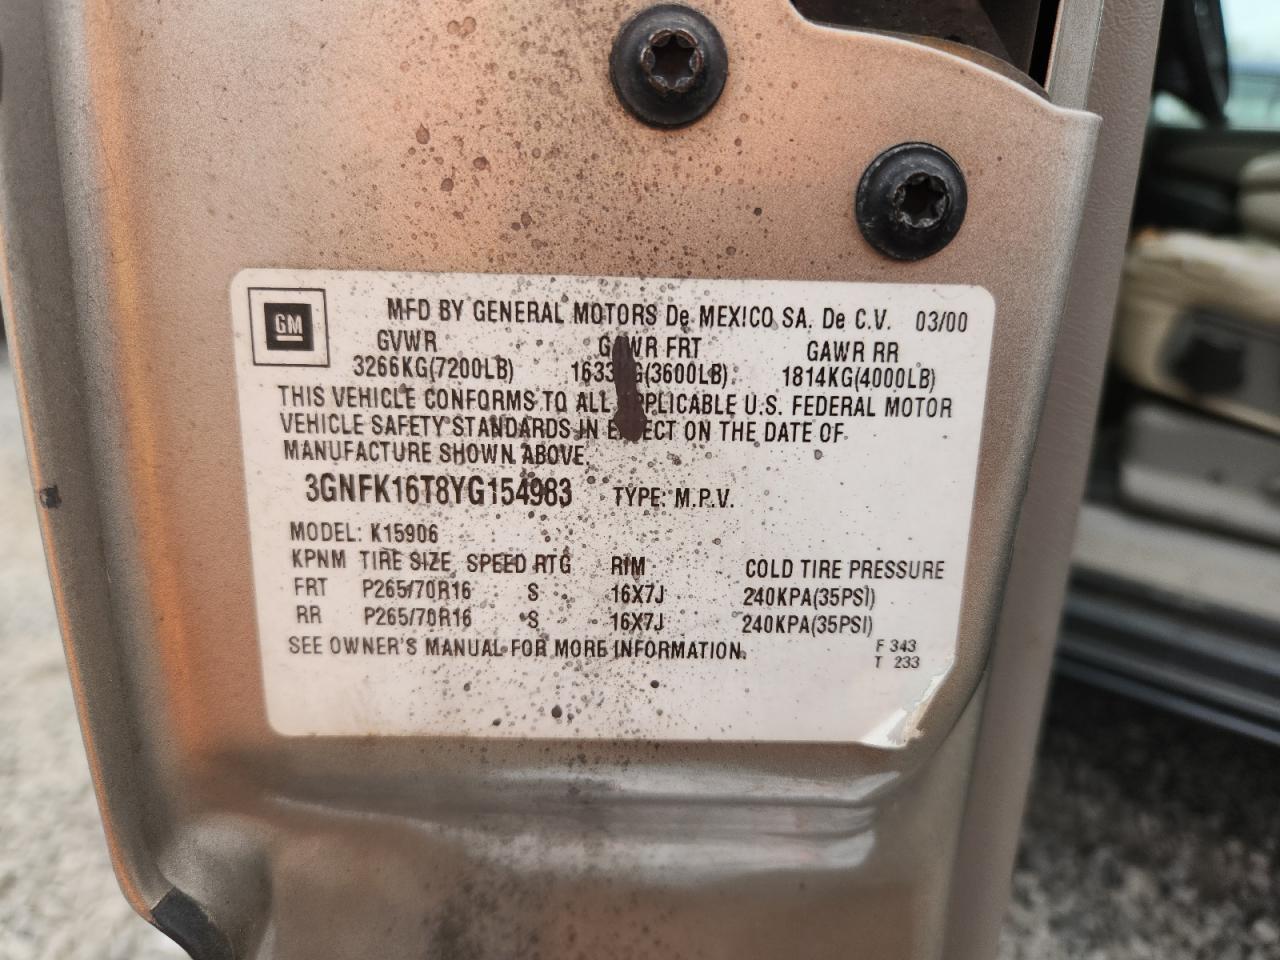 GM
MFD BY GENERAL MOTORS De MEXICO SA. De C.V. 03/00
GVWR GAWR FRT GAWR RR
3266KG(7200LB) 1633KG(3600LB) 1814KG(4000LB)
THIS VEHICLE CONFORMS TO ALL APPLICABLE U.S. FEDERAL MOTOR
VEHICLE SAFETY STANDARDS IN EFFECT ON THE DATE OF
MANUFACTURE SHOWN ABOVE.
3GNFK16T8YG154983 TYPE: M.P.V.
MODEL: K15906
KPNM TIRE SIZE SPEED RTG RIM COLD TIRE PRESSURE
FRT P265/70R16 S 16X7J 240KPA(35PSI)
RR P265/70R16 S 16X7J 240KPA(35PSI)
SEE OWNER'S MANUAL FOR MORE INFORMATION.
F 343
T 233